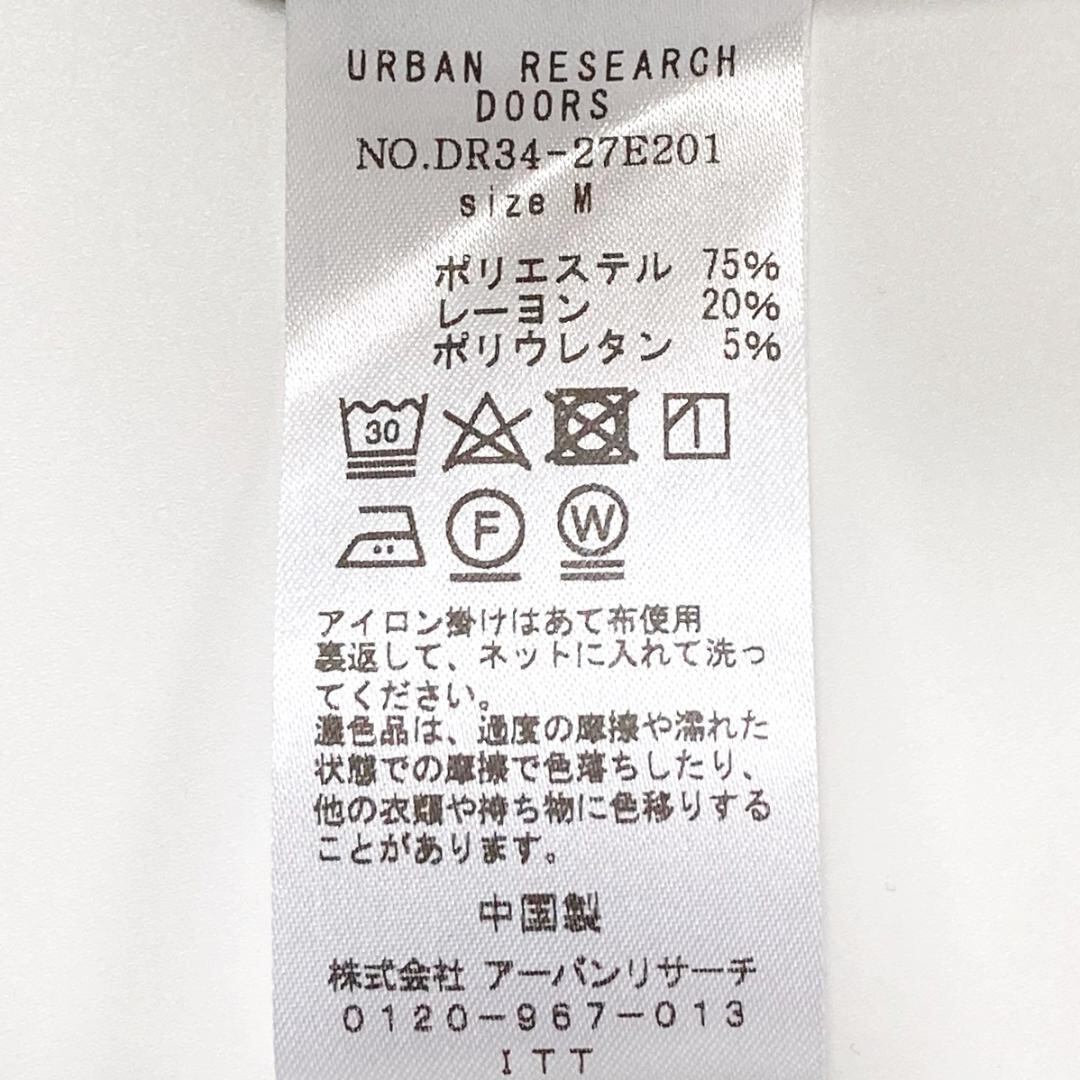 URBAN RESEARCH
DOORS
NO.DR34-27E201
size M
ポリエステル 75%
レーヨン 20%
ポリウレタン 5%
30
F W
アイロン掛けはあて布使用
裏返して、ネットに入れて洗っ
てください。
濃色品は、過度の摩擦や濡れた
状態での摩擦で色落ちしたり、
他の衣類や持ち物に色移りする
ことがあります。
中国製
株式会社 アーバンリサーチ
0120-967-013
ITT